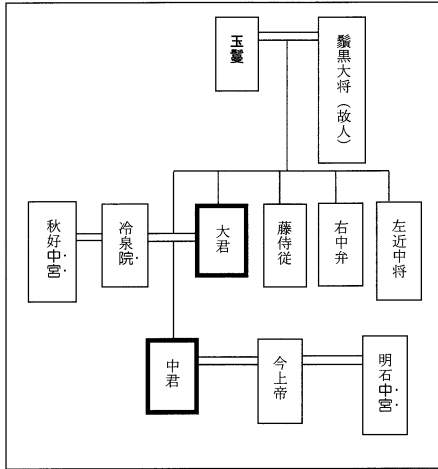 鬚黒大将（故人）
玉鬘
左近中将
右中弁
藤侍従
大君
冷泉院
秋好中宮
明石中宮
今上帝
中君